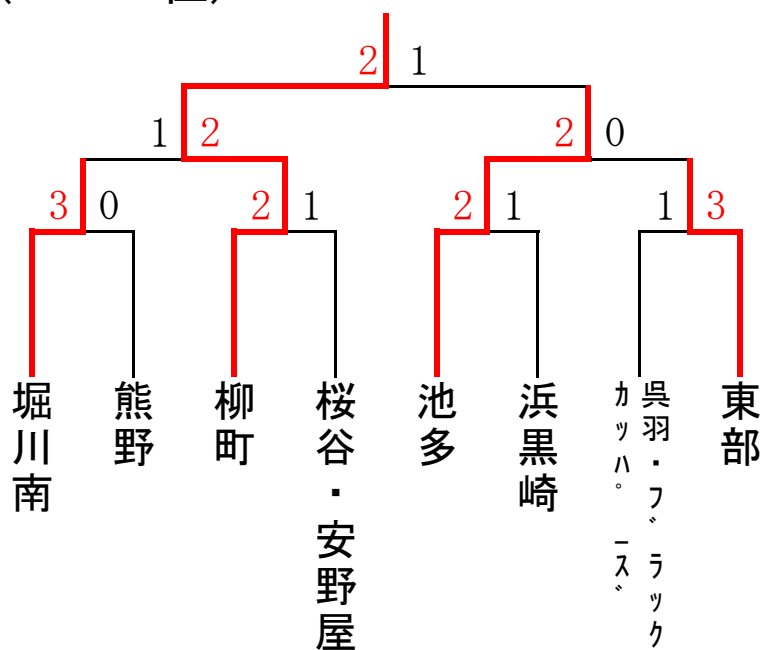 2 1
1 2
2 0
3 0
2 1
2 1
1 3
堀川南
熊野
柳町
桜谷・安野屋
池多
浜黒崎
呉羽・ブラック
カッパーズ
東部